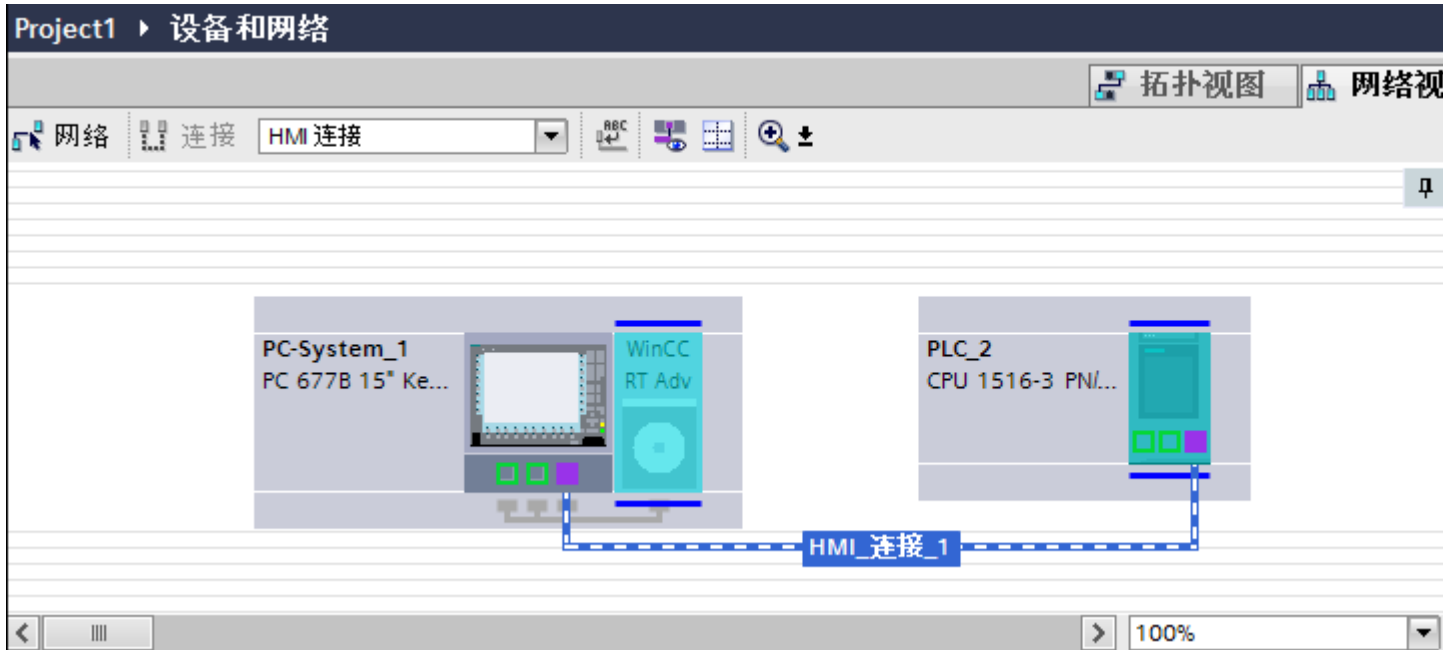 Project1 ▸ 设备和网络
拓扑视图 网络视
网络 连接 HMI 连接
PC-System_1
PC 677B 15" Ke...
WinCC
RT Adv
PLC_2
CPU 1516-3 PN/...
HMI_连接_1
100%